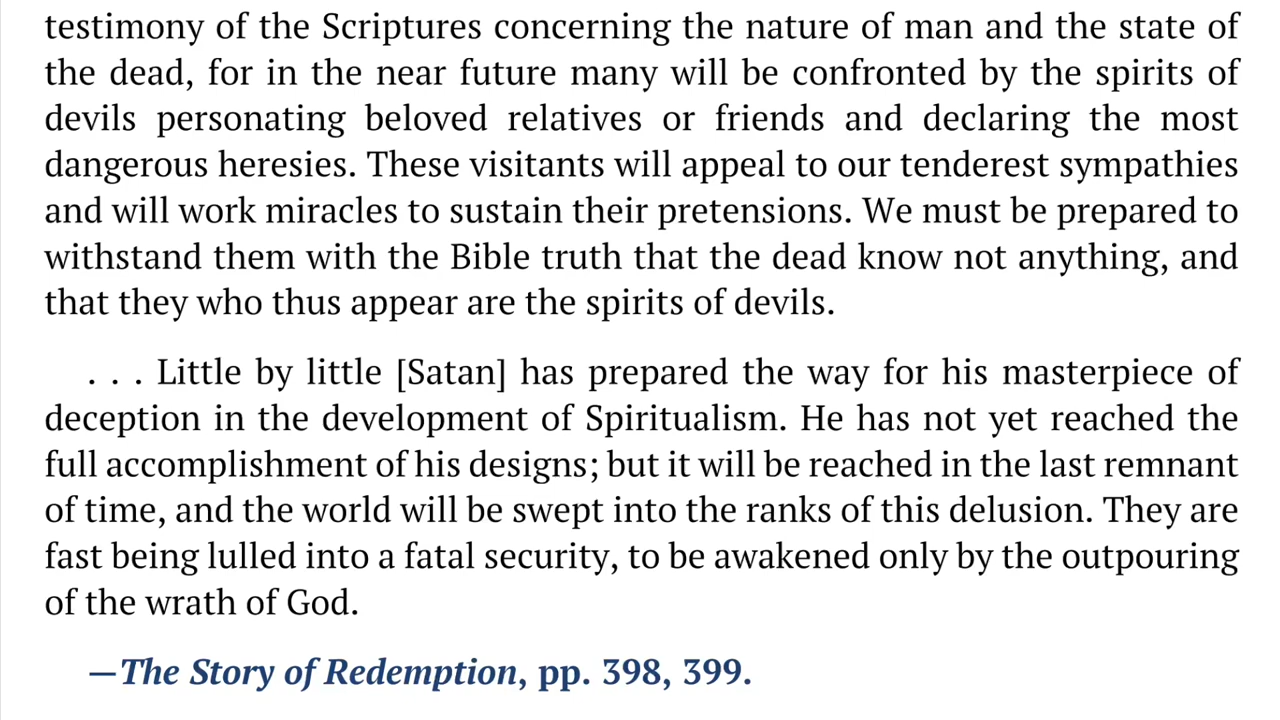 testimony of the Scriptures concerning the nature of man and the state of
the dead, for in the near future many will be confronted by the spirits of
devils personating beloved relatives or friends and declaring the most
dangerous heresies. These visitants will appeal to our tenderest sympathies
and will work miracles to sustain their pretensions. We must be prepared to
withstand them with the Bible truth that the dead know not anything, and
that they who thus appear are the spirits of devils.
. . . Little by little [Satan] has prepared the way for his masterpiece of
deception in the development of Spiritualism. He has not yet reached the
full accomplishment of his designs; but it will be reached in the last remnant
of time, and the world will be swept into the ranks of this delusion. They are
fast being lulled into a fatal security, to be awakened only by the outpouring
of the wrath of God.
—The Story of Redemption, pp. 398, 399.